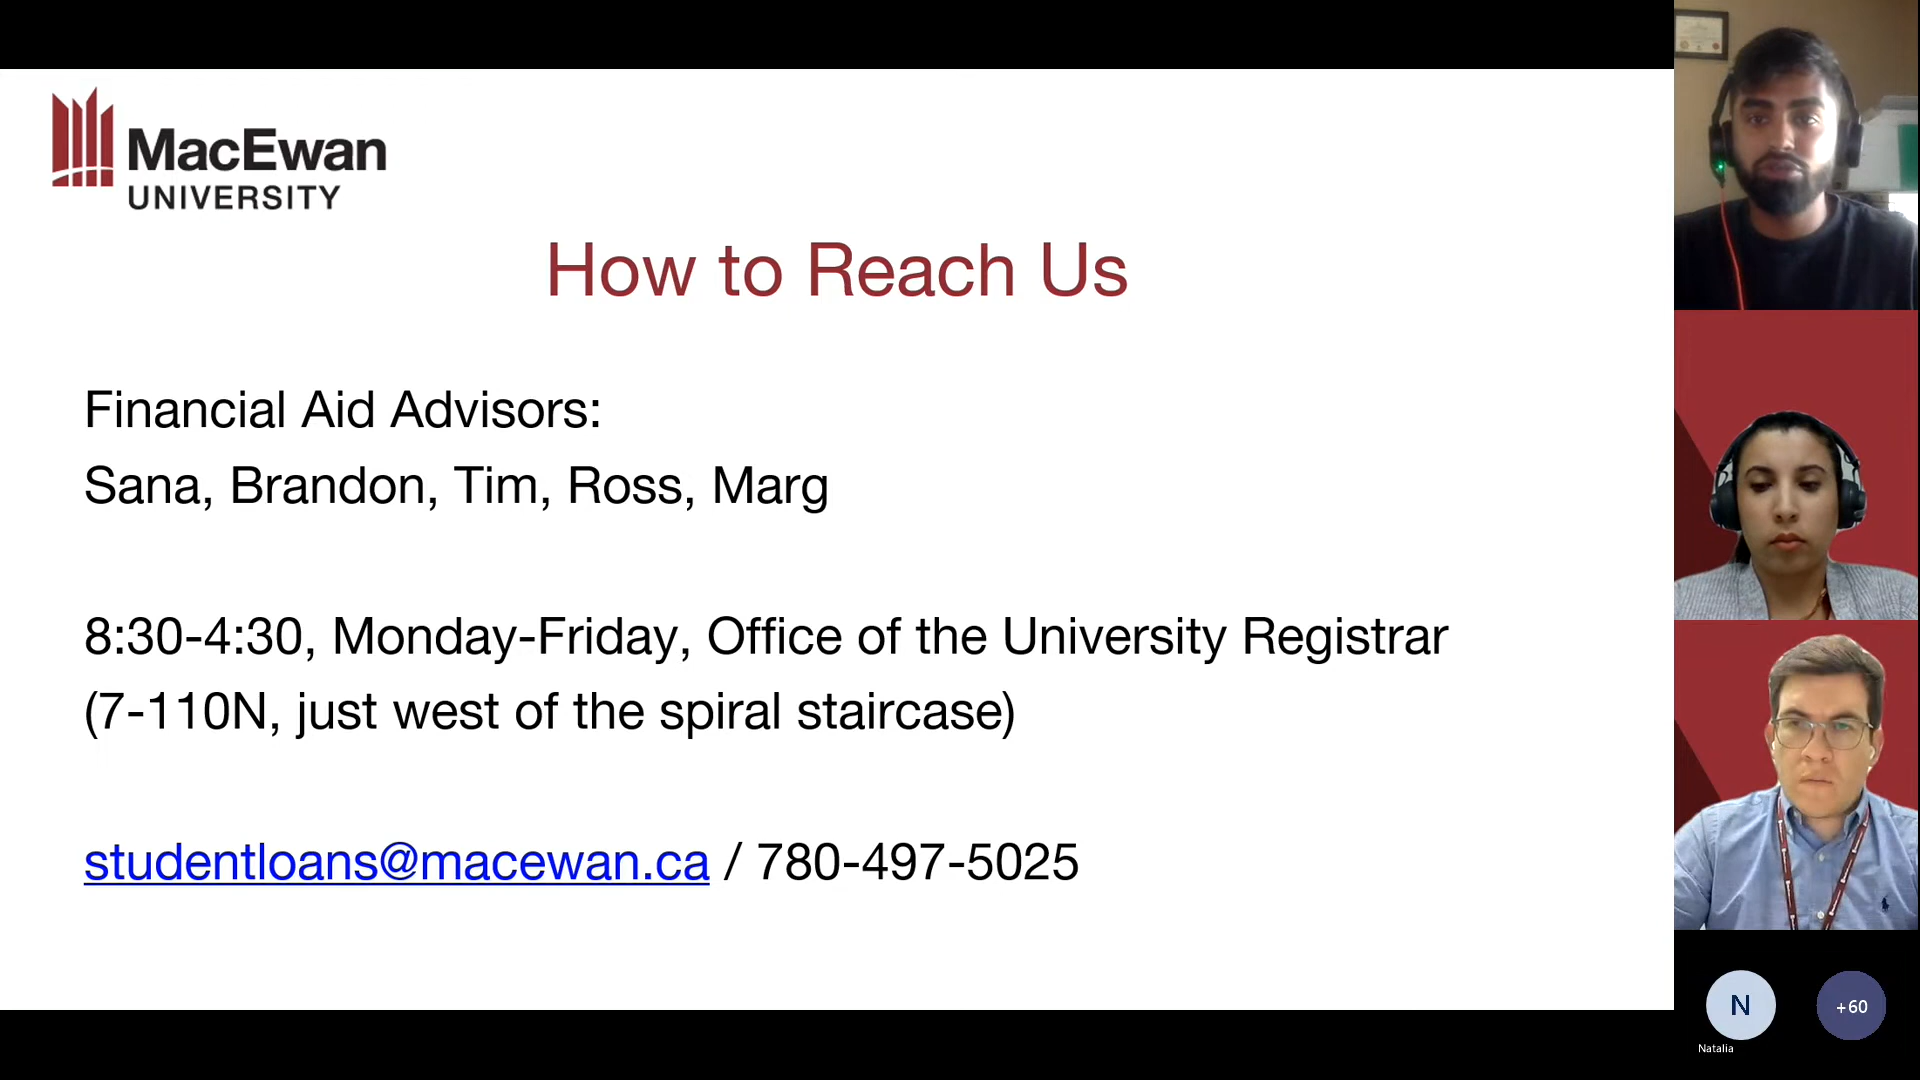 MacEwan
UNIVERSITY
How to Reach Us
Financial Aid Advisors:
Sana, Brandon, Tim, Ross, Marg
8:30-4:30, Monday-Friday, Office of the University Registrar
(7-110N, just west of the spiral staircase)
studentloans@macewan.ca / 780-497-5025
N
+60
Natalia